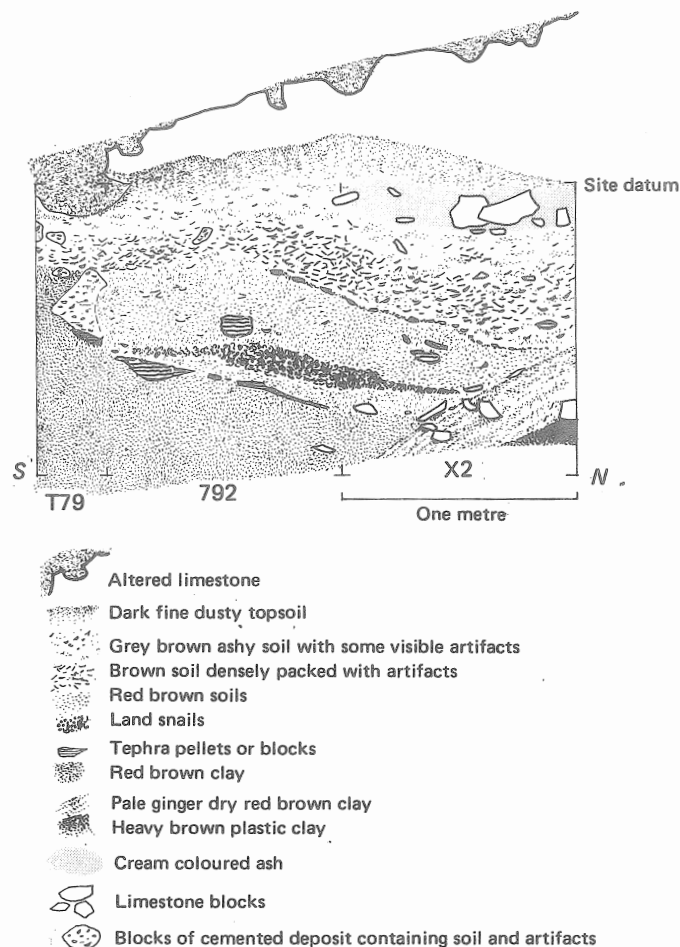 Site datum
S
N
T79
792
X2
One metre
Altered limestone
Dark fine dusty topsoil
Grey brown ashy soil with some visible artifacts
Brown soil densely packed with artifacts
Red brown soils
Land snails
Tephra pellets or blocks
Red brown clay
Pale ginger dry red brown clay
Heavy brown plastic clay
Cream coloured ash
Limestone blocks
Blocks of cemented deposit containing soil and artifacts